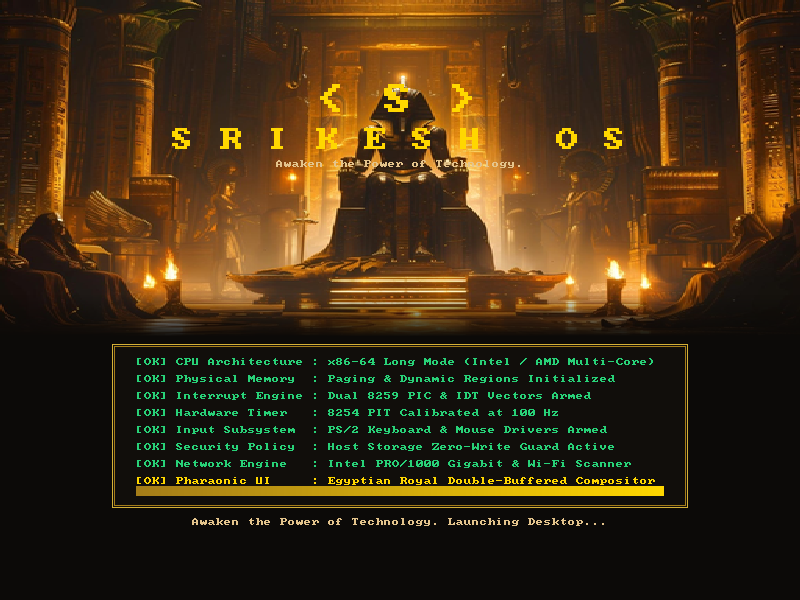 < S >
S R I K E S H   O S
Awaken the Power of Technology.
[OK] CPU Architecture : x86-64 Long Mode (Intel / AMD Multi-Core)
[OK] Physical Memory  : Paging & Dynamic Regions Initialized
[OK] Interrupt Engine : Dual 8259 PIC & IDT Vectors Armed
[OK] Hardware Timer   : 8254 PIT Calibrated at 100 Hz
[OK] Input Subsystem  : PS/2 Keyboard & Mouse Drivers Armed
[OK] Security Policy  : Host Storage Zero-Write Guard Active
[OK] Network Engine   : Intel PRO/1000 Gigabit & Wi-Fi Scanner
[OK] Pharaonic UI     : Egyptian Royal Double-Buffered Compositor
Awaken the Power of Technology. Launching Desktop...